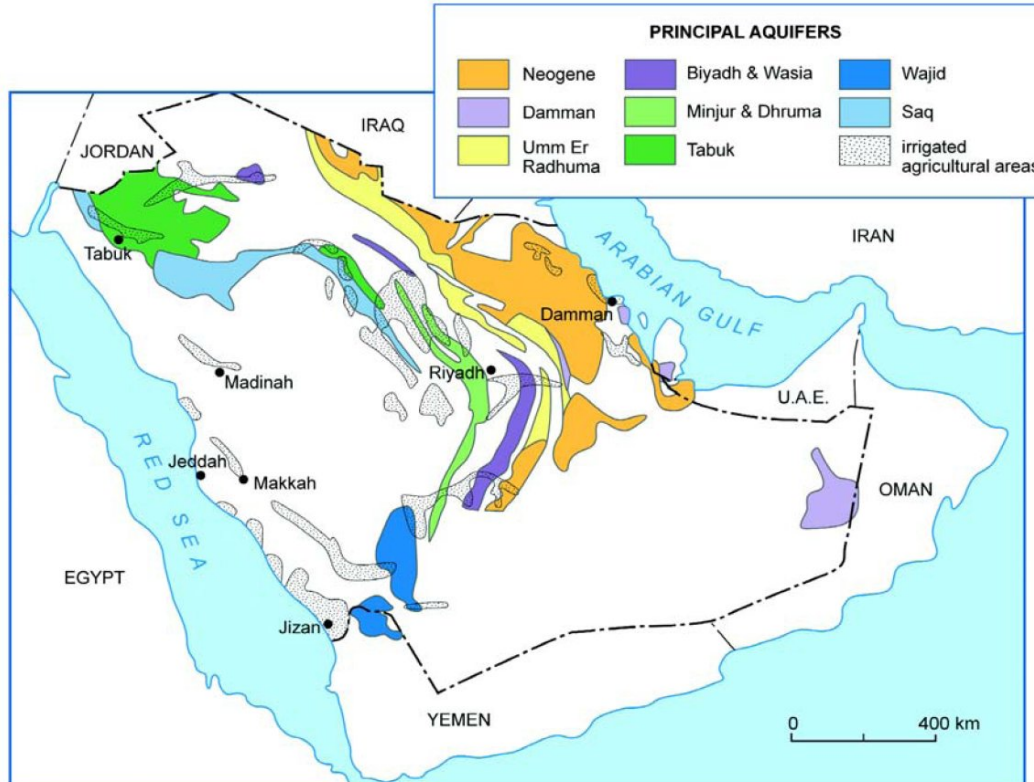 PRINCIPAL AQUIFERS
Neogene
Biyadh & Wasia
Wajid
Damman
Minjur & Dhruma
Saq
Umm Er
Radhuma
Tabuk
irrigated
agricultural areas
IRAQ
JORDAN
IRAN
ARABIAN GULF
Tabuk
Damman
Riyadh
Madinah
U.A.E.
RED SEA
Jeddah
Makkah
OMAN
EGYPT
Jizan
YEMEN
0 400 km